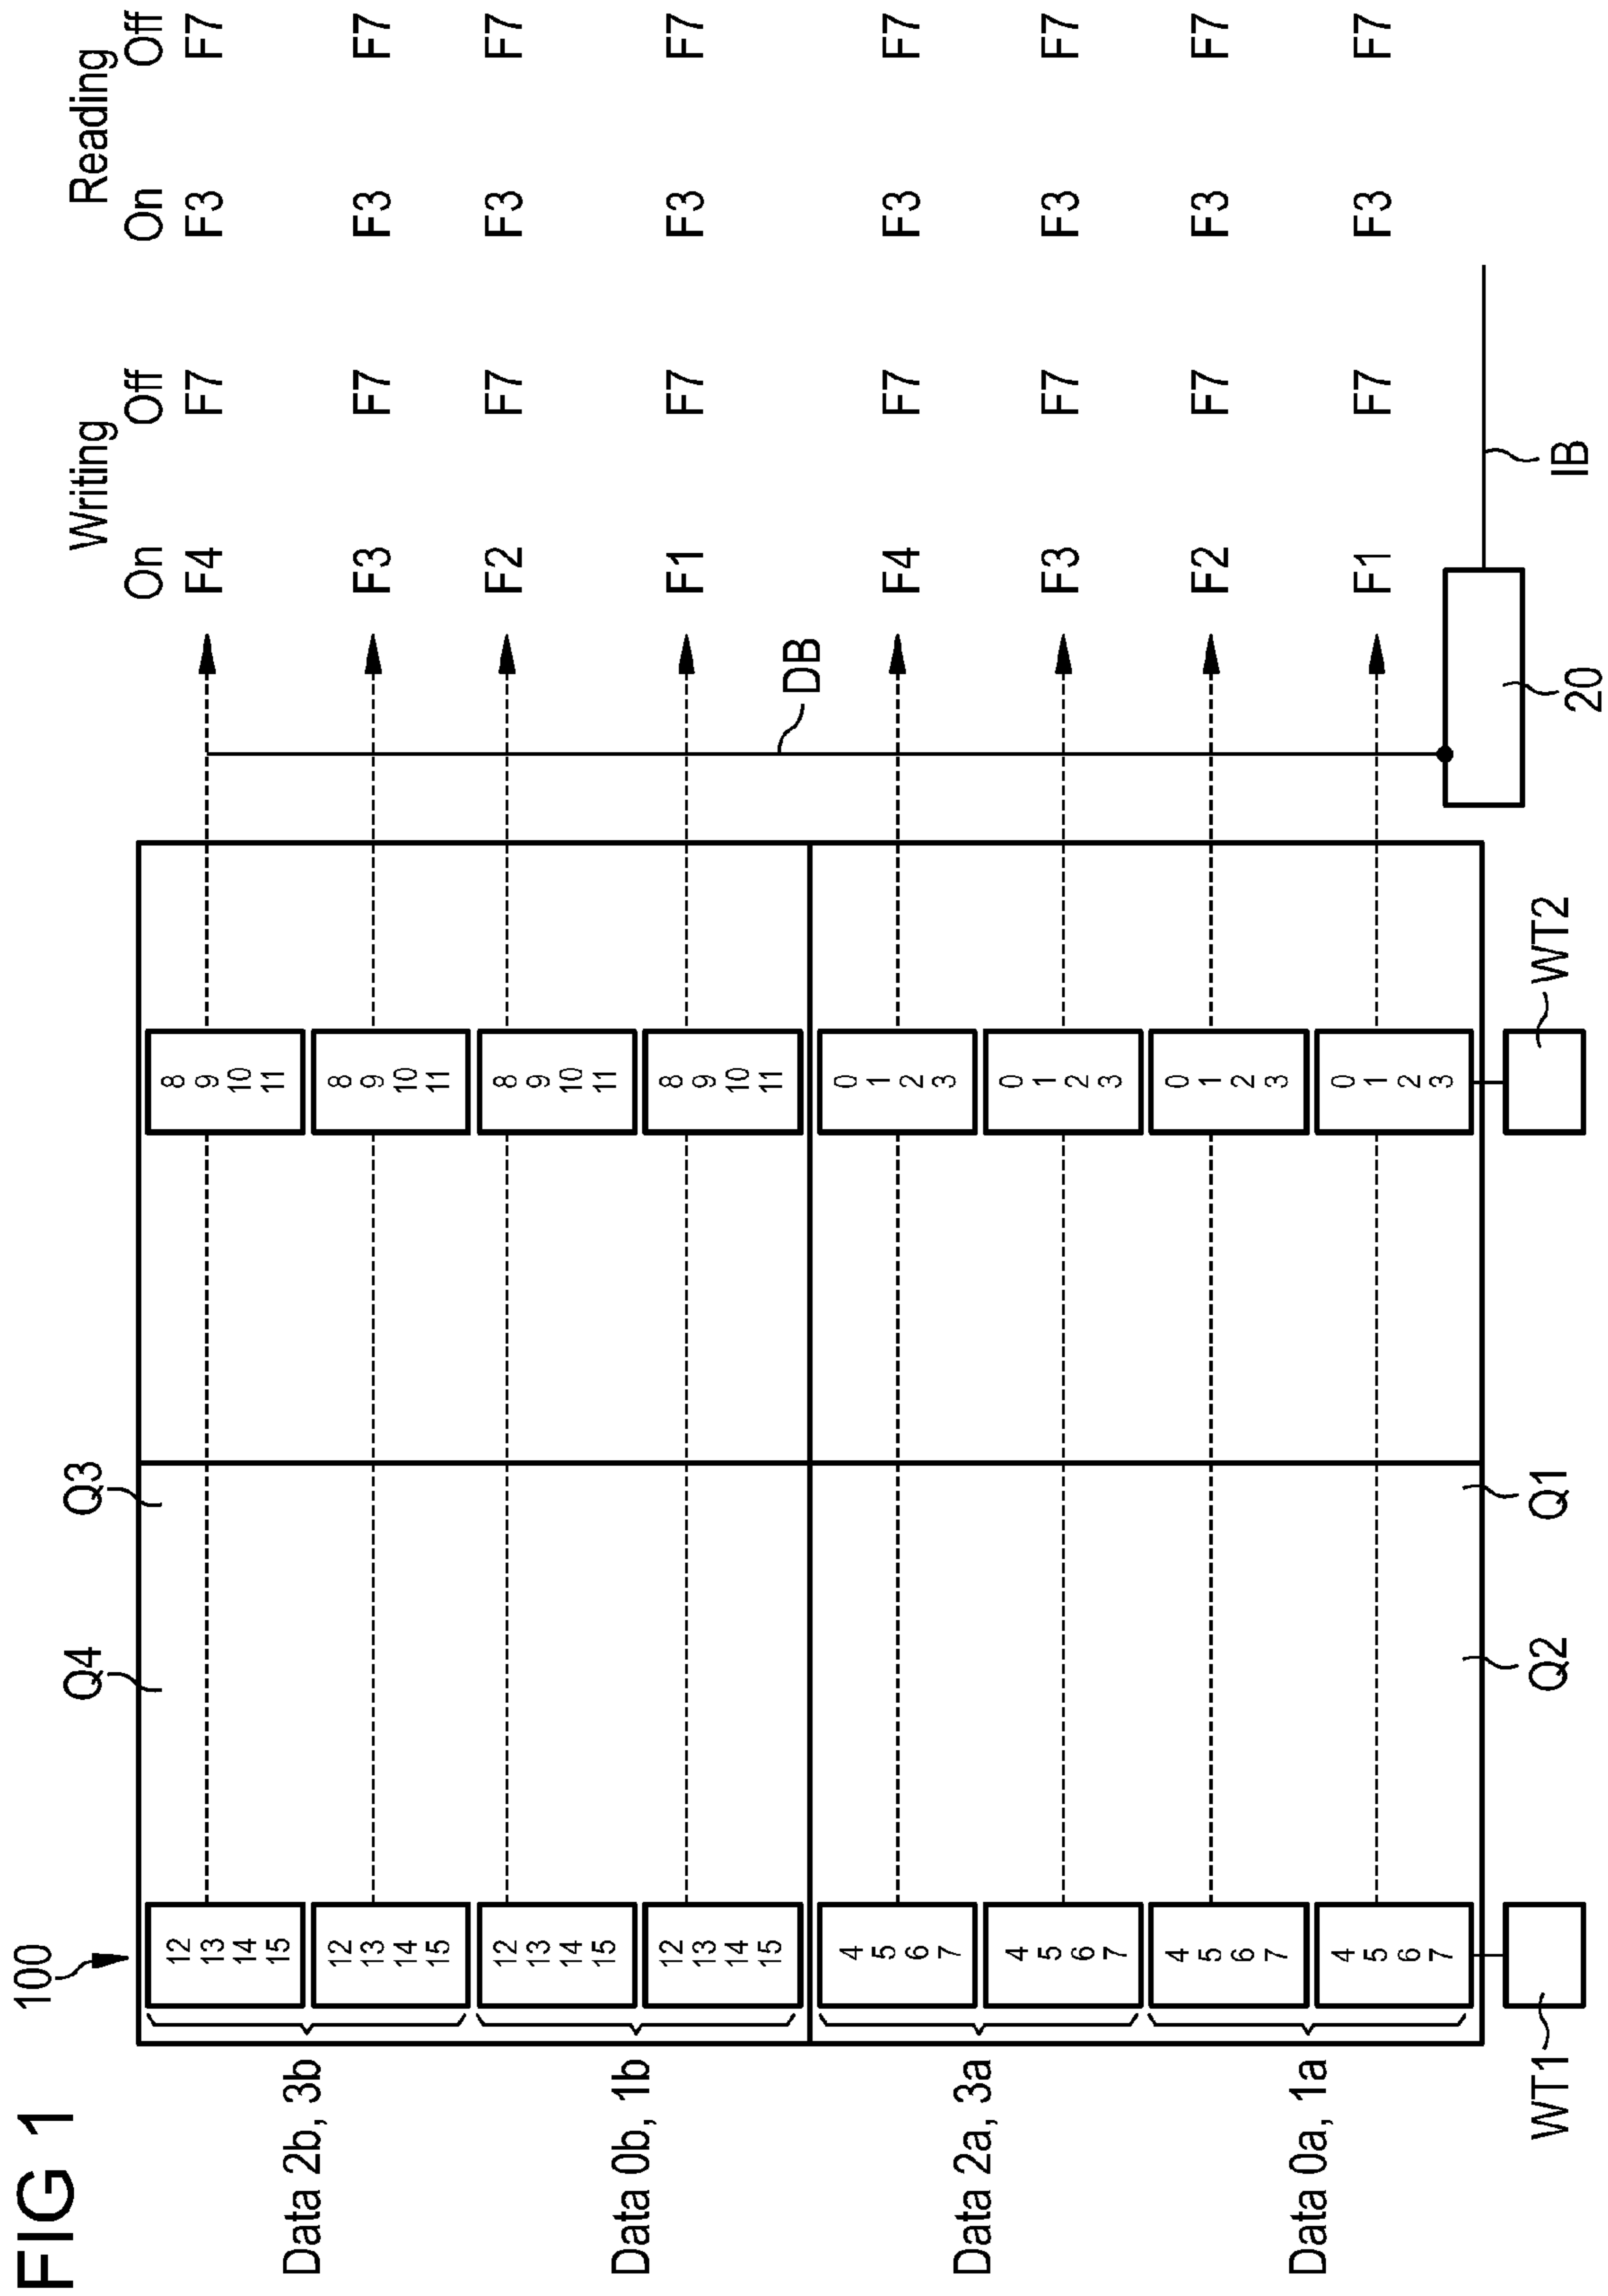 FIG 1
100
Q4 Q3 Writing Reading
On Off On Off
12 8
13 9 F4 F7 F3 F7
14 10
15 11
Data 2b, 3b
12 8
13 9 F3 F7 F3 F7
14 10
15 11
12 8 F2 F7 F3 F7
13 9
14 10
15 11
Data 0b, 1b
12 8 F1 F7 F3 F7
13 9
14 10
15 11
DB
4 0
5 1 F4 F7 F3 F7
6 2
7 3
Data 2a, 3a
4 0
5 1 F3 F7 F3 F7
6 2
7 3
4 0
5 1 F2 F7 F3 F7
6 2
7 3
Data 0a, 1a
4 0
5 1 F1 F7 F3 F7
6 2
7 3
WT1 Q2 Q1 WT2 20 IB